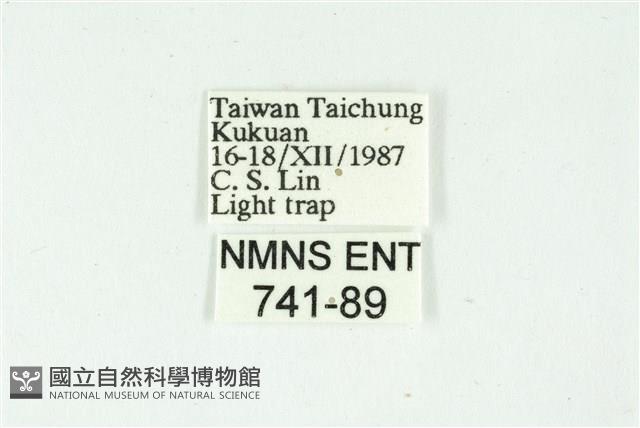 Taiwan Taichung
Kukuan
16-18/XII/1987
C. S. Lin
Light trap
NMNS ENT
741-89
國立自然科學博物館
NATIONAL MUSEUM OF NATURAL SCIENCE